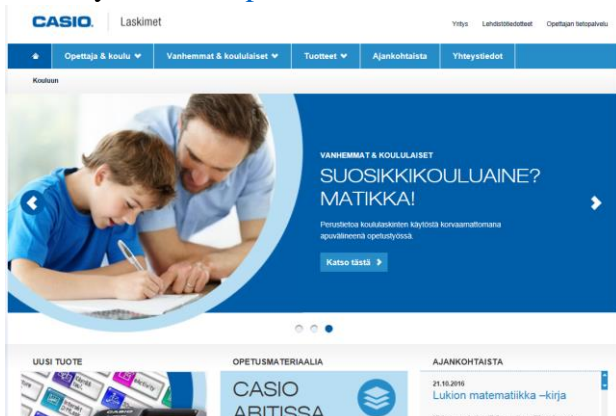 CASIO. Laskimet
Yritys Lehdistötiedotteet Opettajan tietopalvelu
Opettaja & koulu Vanhemmat & koululaiset Tuotteet Ajankohtaista Yhteystiedot
Kouluun
VANHEMMAT & KOULULAISET
SUOSIKKIKOULUAINE?
MATIKKA!
Perustietoa koululaskinten käytöstä korvaamattomana
apuvälineenä opetustyössä.
Katso tästä
UUSI TUOTE
OPETUSMATERIAALIA
AJANKOHTAISTA
CASIO
ABITISSA
21.10.2016
Lukion matematiikka –kirja